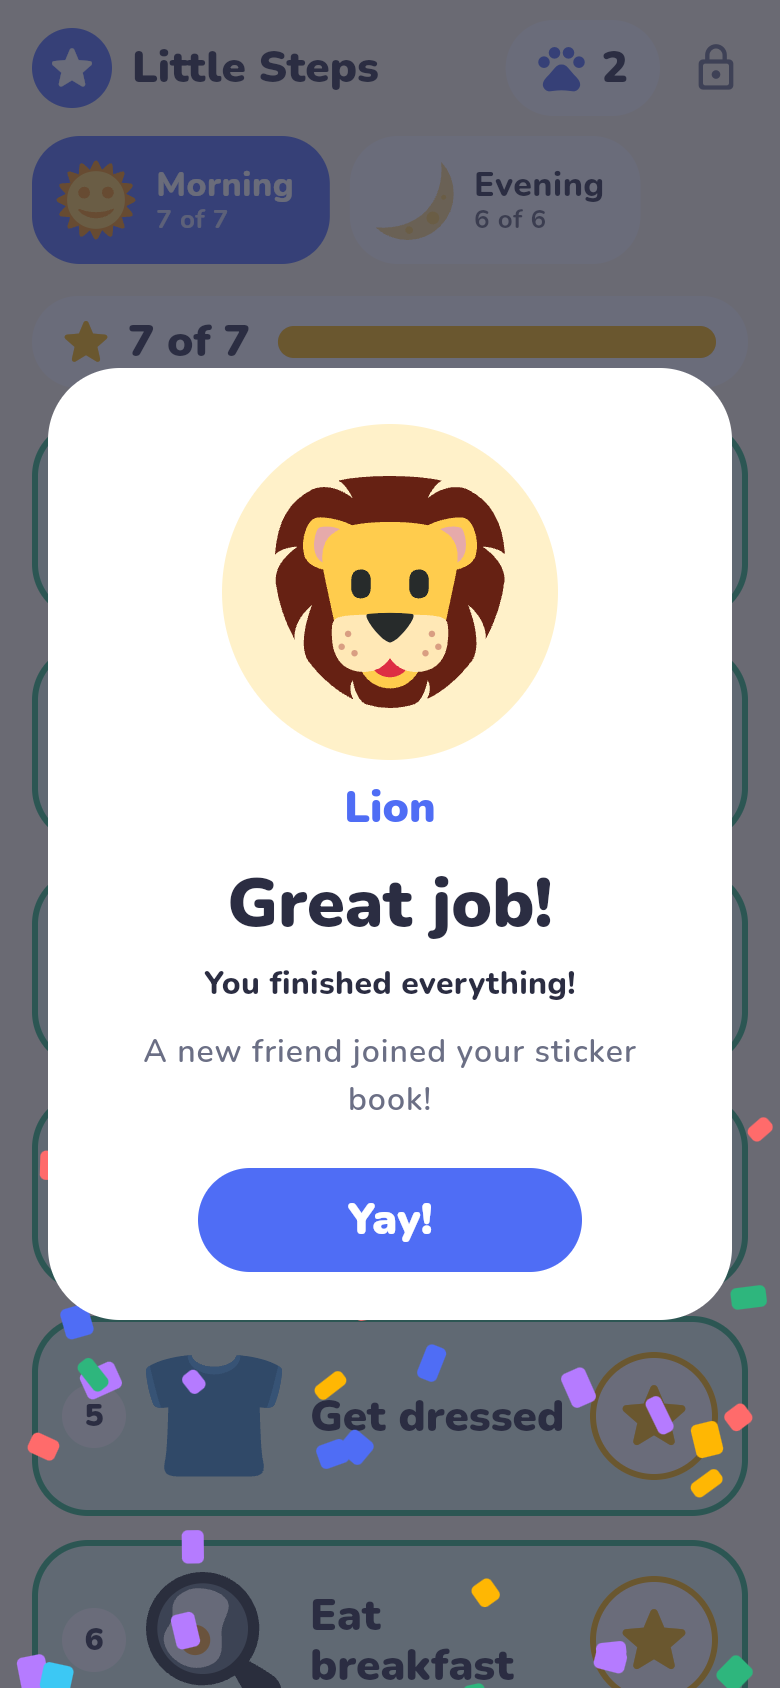 Little Steps
2
Morning
7 of 7
Evening
6 of 6
7 of 7
Lion
Great job!
You finished everything!
A new friend joined your sticker
book!
Yay!
5
Get dressed
6
Eat
breakfast